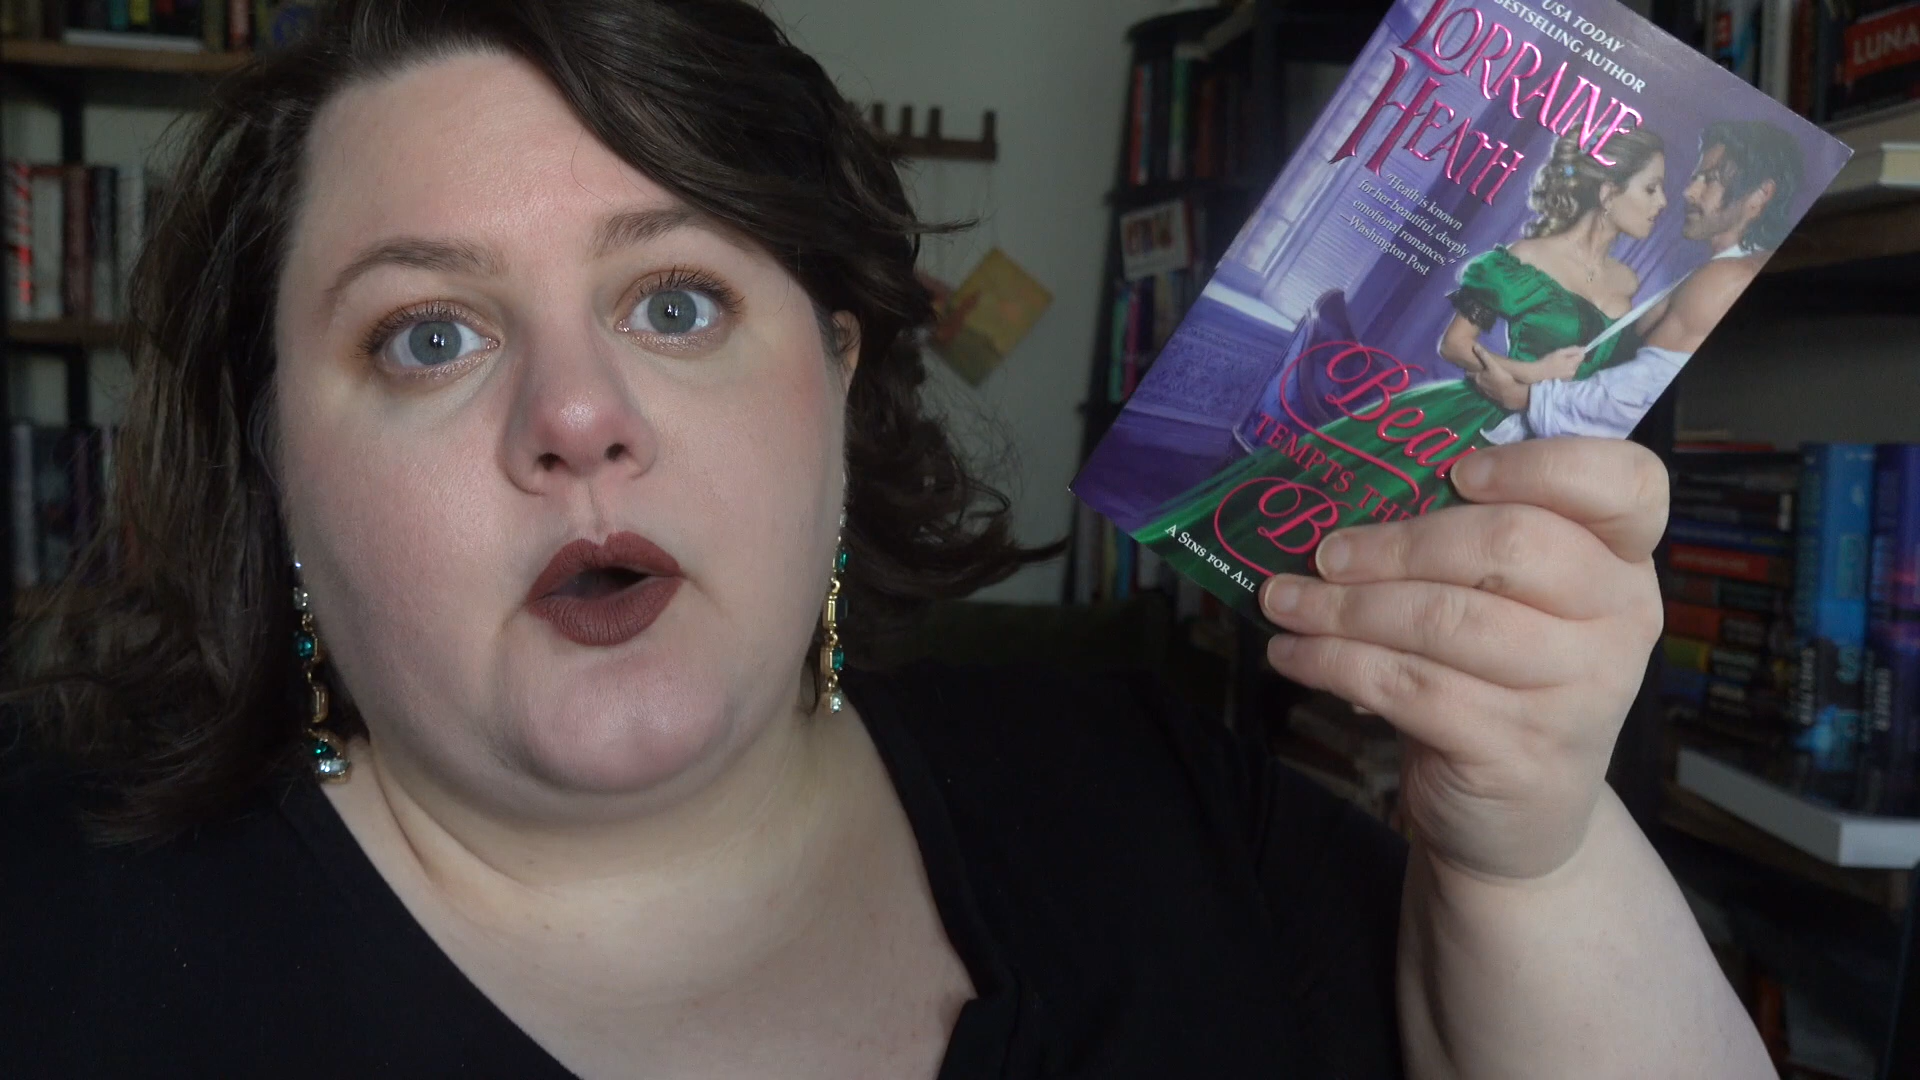 USA TODAY
BESTSELLING AUTHOR
LORRAINE
HEATH
"Heath is known
for her beautiful, deeply
emotional romances."
—Washington Post
Beau
TEMPTS THE
B
A SINS FOR ALL
LUNA